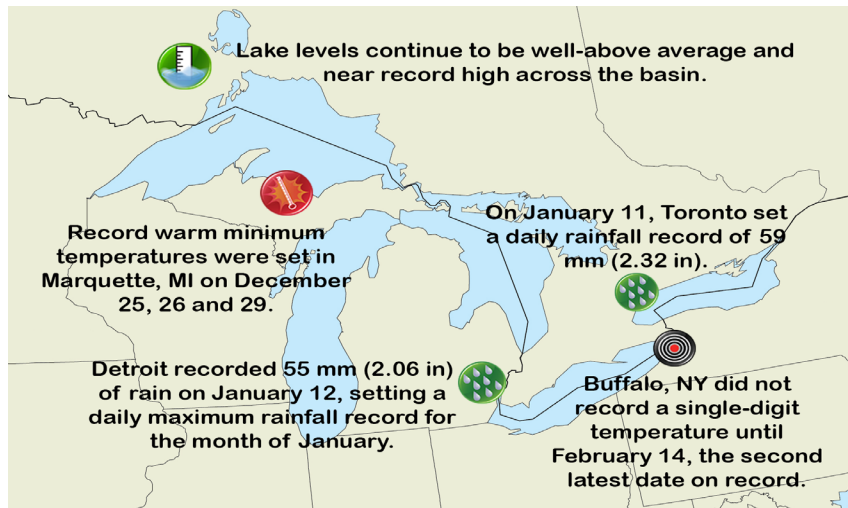 Lake levels continue to be well-above average and
near record high across the basin.
On January 11, Toronto set
a daily rainfall record of 59
mm (2.32 in).
Record warm minimum
temperatures were set in
Marquette, MI on December
25, 26 and 29.
Detroit recorded 55 mm (2.06 in)
of rain on January 12, setting a
daily maximum rainfall record for
the month of January.
Buffalo, NY did not
record a single-digit
temperature until
February 14, the second
latest date on record.